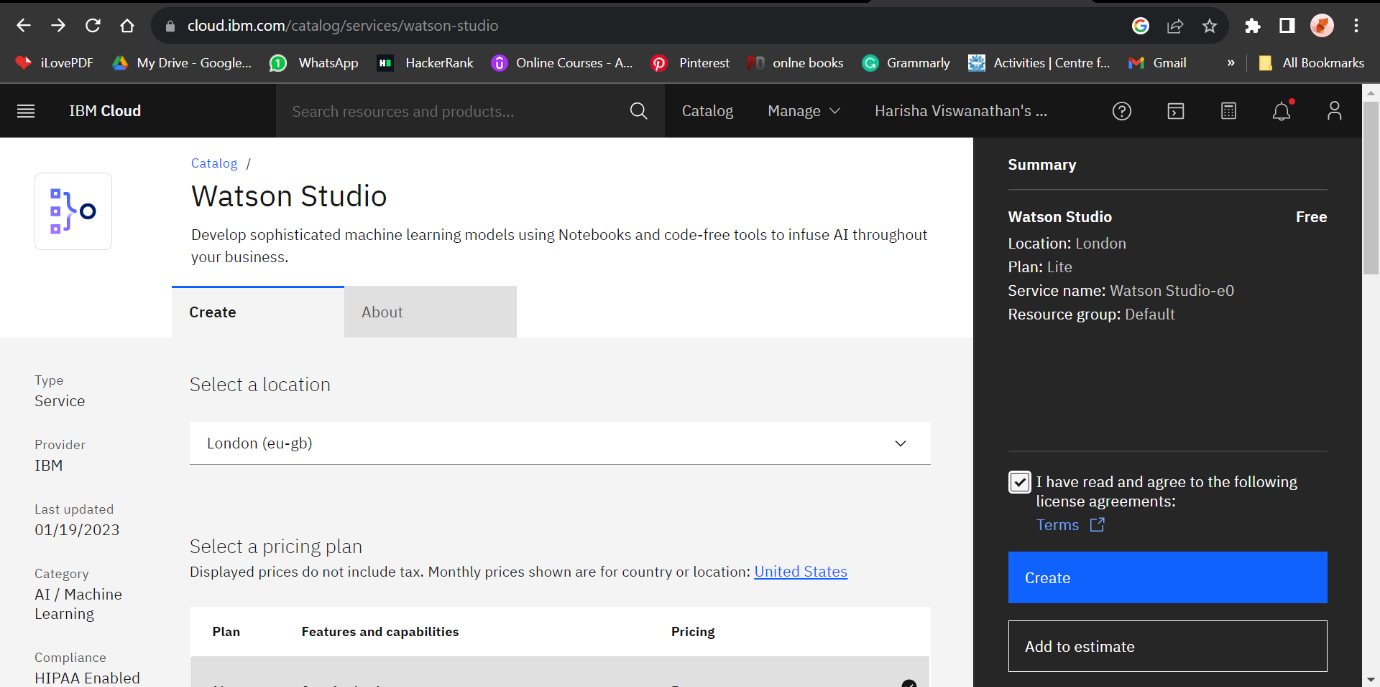 cloud.ibm.com/catalog/services/watson-studio
iLovePDF
My Drive - Google...
WhatsApp
HackerRank
Online Courses - A...
Pinterest
onlne books
Grammarly
Activities | Centre f...
Gmail
»
All Bookmarks
IBM Cloud
Search resources and products...
Catalog
Manage
Harisha Viswanathan's ...
Catalog /
Watson Studio
Develop sophisticated machine learning models using Notebooks and code-free tools to infuse AI throughout
your business.
Create
About
Type
Service
Provider
IBM
Last updated
01/19/2023
Category
AI / Machine
Learning
Compliance
HIPAA Enabled
Select a location
London (eu-gb)
Select a pricing plan
Displayed prices do not include tax. Monthly prices shown are for country or location: United States
Plan
Features and capabilities
Pricing
Summary
Watson Studio
Free
Location: London
Plan: Lite
Service name: Watson Studio-e0
Resource group: Default
I have read and agree to the following
license agreements:
Terms
Create
Add to estimate